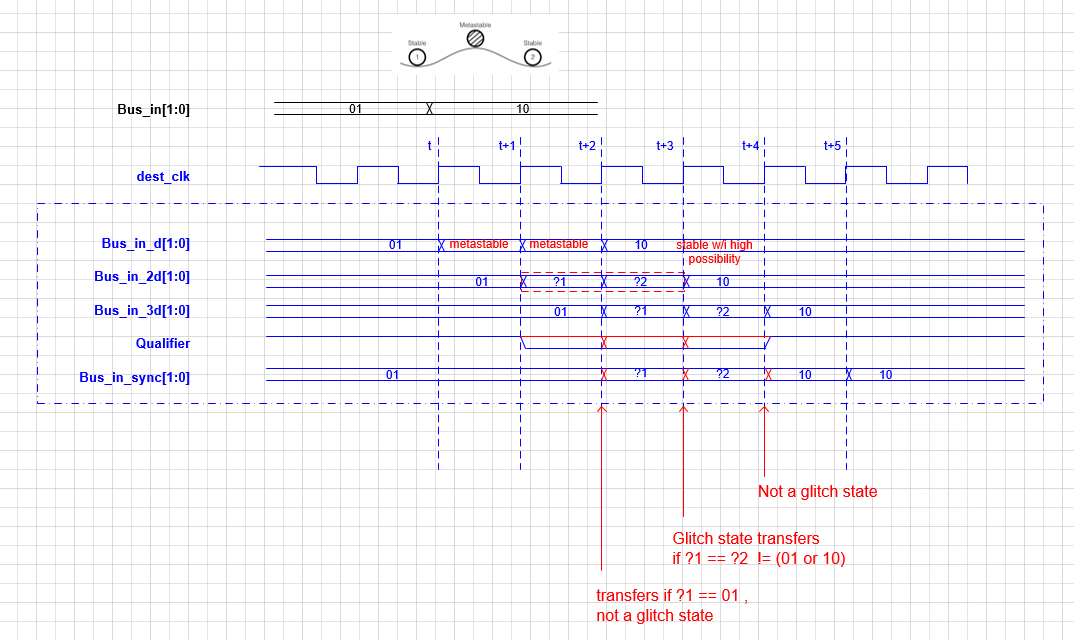 Metastable
Stable
Stable
1
2
Bus_in[1:0]
01
10
t
t+1
t+2
t+3
t+4
t+5
dest_clk
Bus_in_d[1:0]
01
metastable
metastable
10
stable w/i high
possibility
Bus_in_2d[1:0]
01
?1
?2
10
Bus_in_3d[1:0]
01
?1
?2
10
Qualifier
Bus_in_sync[1:0]
01
?1
?2
10
10
Not a glitch state
Glitch state transfers
if ?1 == ?2 != (01 or 10)
transfers if ?1 == 01 ,
not a glitch state